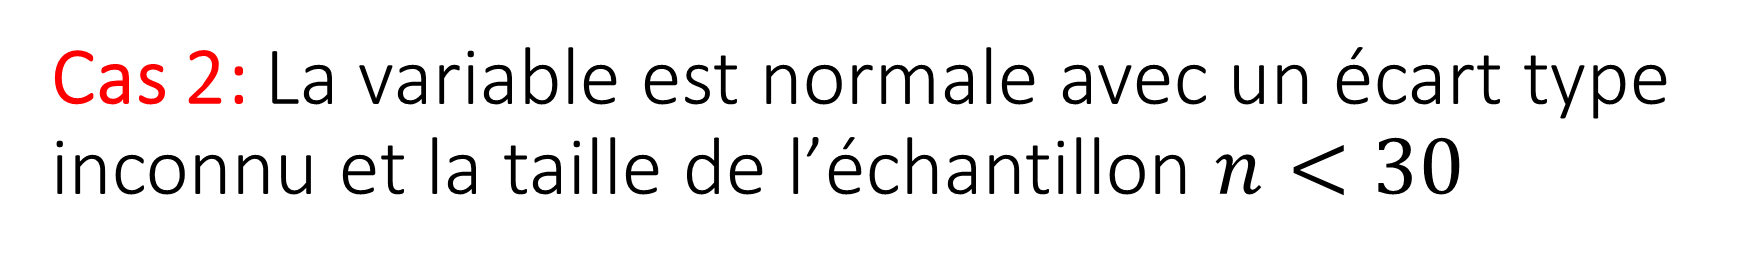 Cas 2: La variable est normale avec un écart type
inconnu et la taille de l’échantillon 𝑛 < 30